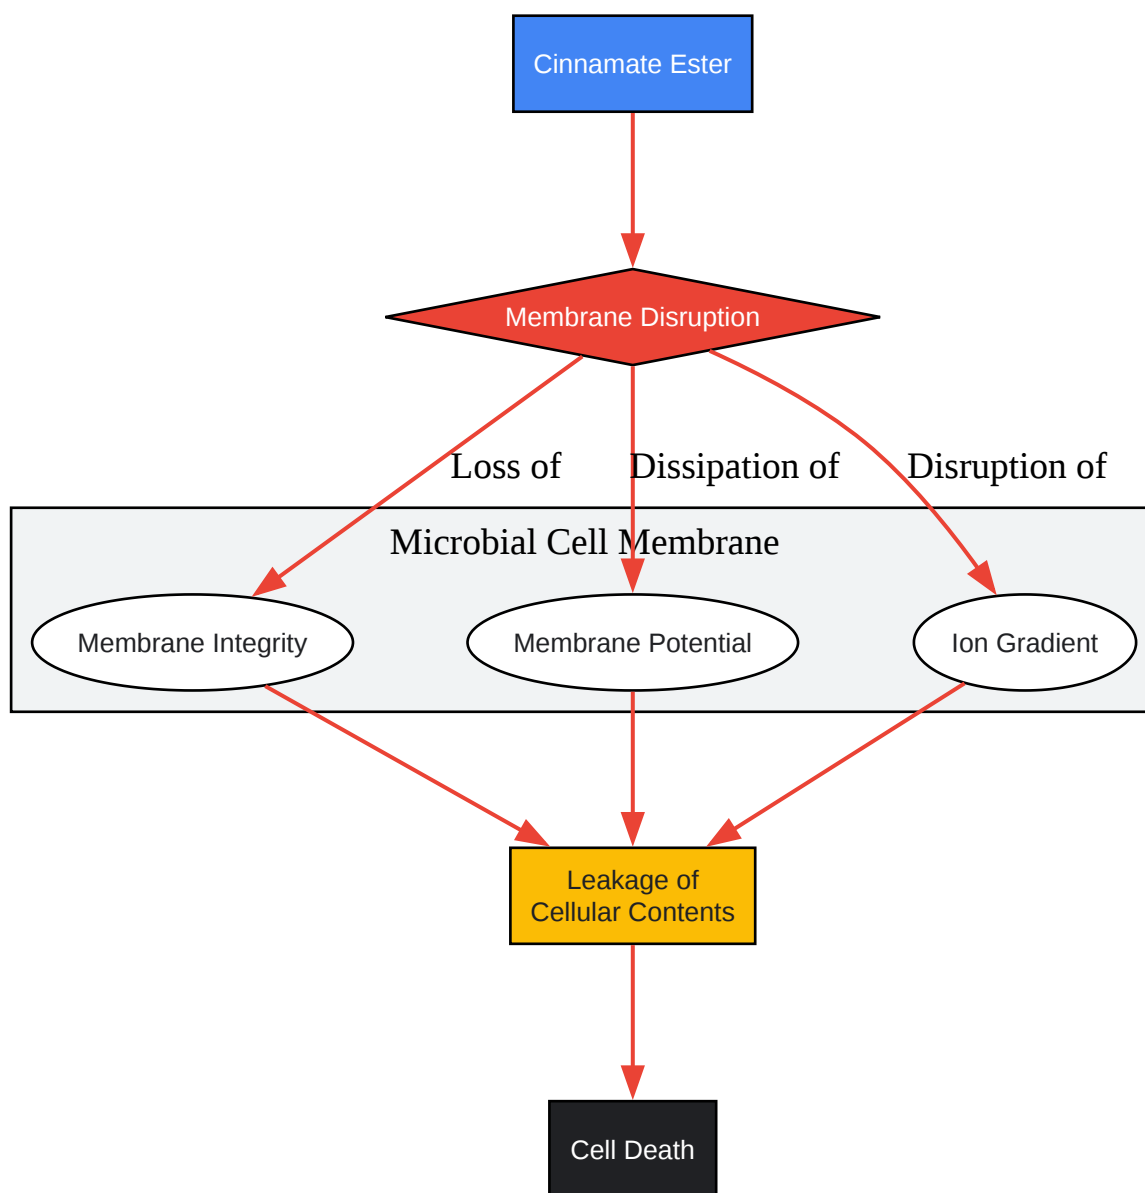 Cinnamate Ester
Membrane Disruption
Loss of
Dissipation of
Disruption of
Microbial Cell Membrane
Membrane Integrity
Membrane Potential
Ion Gradient
Leakage of
Cellular Contents
Cell Death